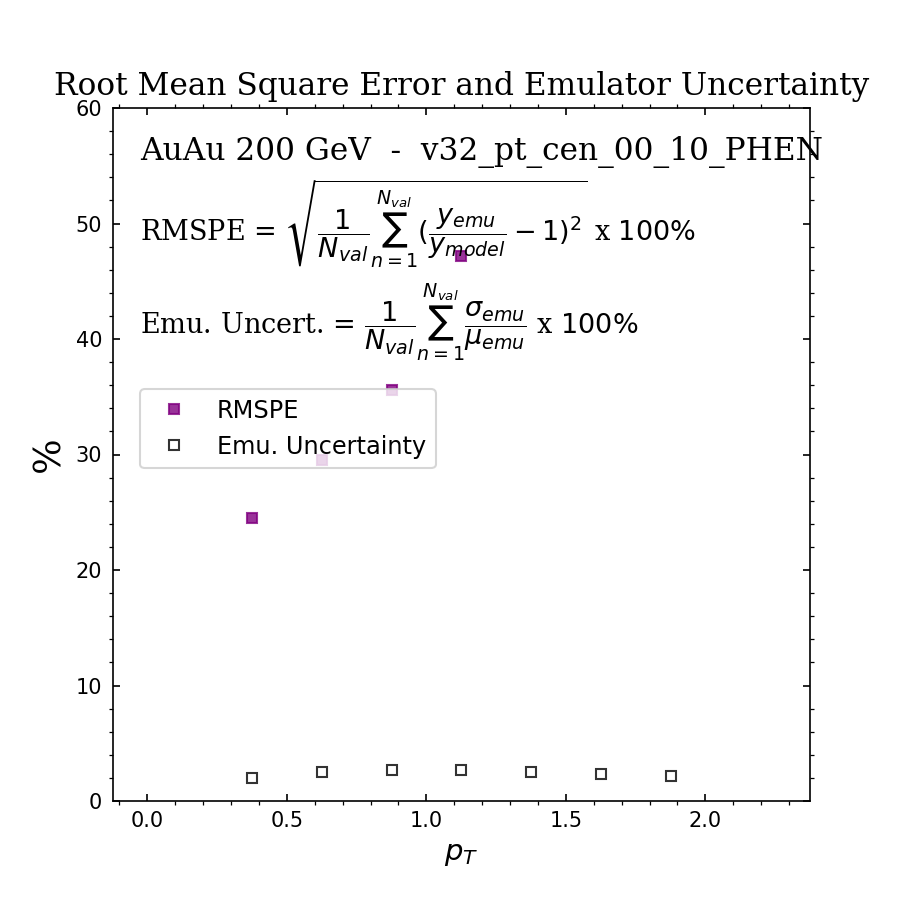 Root Mean Square Error and Emulator Uncertainty
AuAu 200 GeV  -  v32_pt_cen_00_10_PHEN
RMSPE = \sqrt{\frac{1}{N_{val}} \sum_{n=1}^{N_{val}} (\frac{y_{emu}}{y_{model}} - 1)^2} x 100%
Emu. Uncert. = \frac{1}{N_{val}} \sum_{n=1}^{N_{val}} \frac{σ_{emu}}{μ_{emu}} x 100%
RMSPE
Emu. Uncertainty
%
60
50
40
30
20
10
0
0.0 0.5 1.0 1.5 2.0
p_T